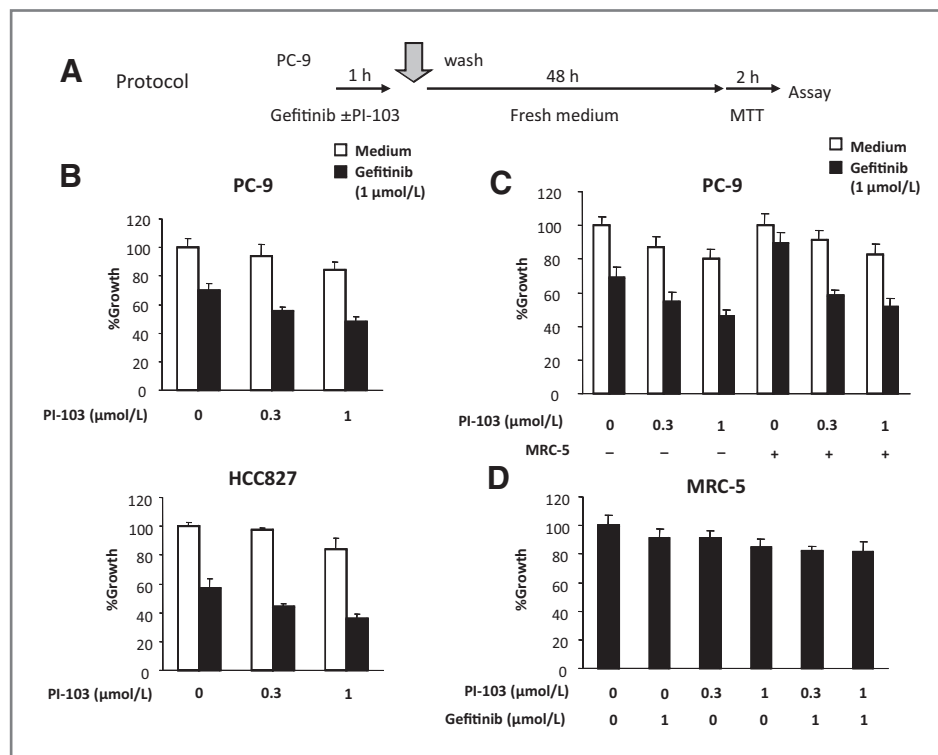 A
Protocol
PC-9
1 h
wash
48 h
2 h
Assay
Gefitinib ±PI-103
Fresh medium
MTT
B
Medium
Gefitinib
(1 µmol/L)
PC-9
%Growth
120
100
80
60
40
20
0
PI-103 (µmol/L) 0 0.3 1
HCC827
%Growth
120
100
80
60
40
20
0
PI-103 (µmol/L) 0 0.3 1
C
Medium
Gefitinib
(1 µmol/L)
PC-9
%Growth
120
100
80
60
40
20
0
PI-103 (µmol/L) 0 0.3 1 0 0.3 1
MRC-5 – – – + + +
D
MRC-5
%Growth
120
100
80
60
40
20
0
PI-103 (µmol/L) 0 0 0.3 1 0.3 1
Gefitinib (µmol/L) 0 1 0 0 1 1